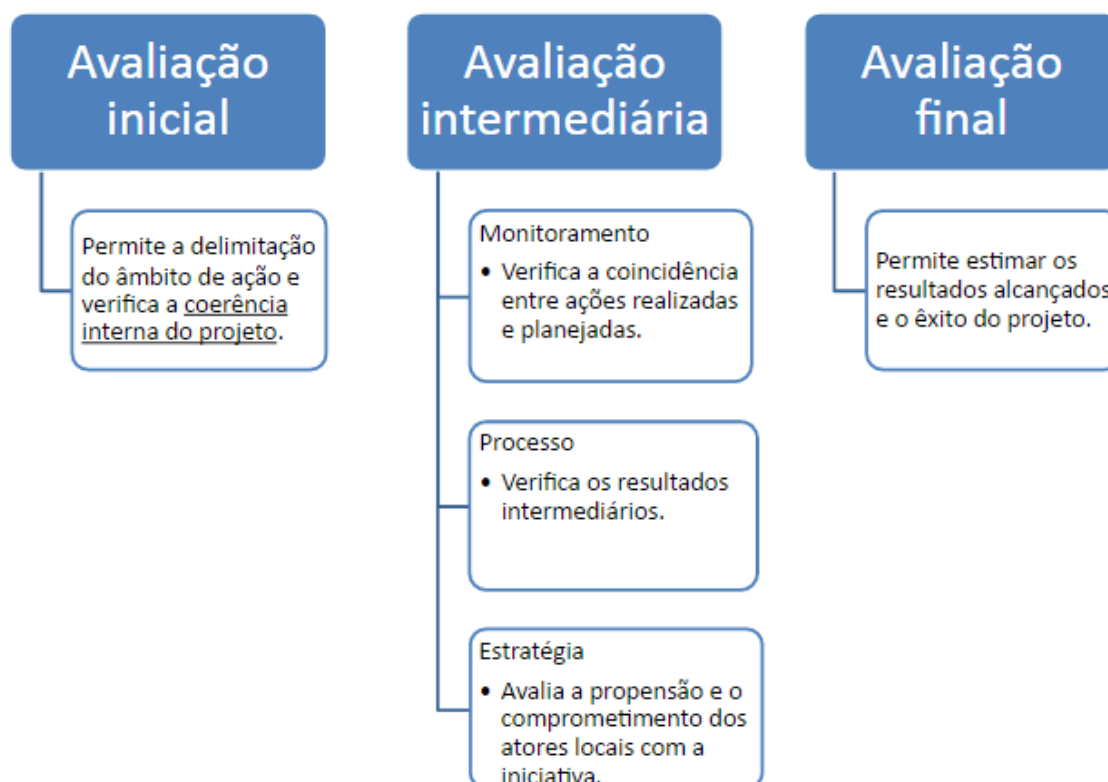 Avaliação
inicial
Permite a delimitação
do âmbito de ação e
verifica a coerência
interna do projeto.
Avaliação
intermediária
Monitoramento
• Verifica a coincidência
entre ações realizadas
e planejadas.
Processo
• Verifica os resultados
intermediários.
Estratégia
• Avalia a propensão e o
comprometimento dos
atores locais com a
iniciativa.
Avaliação
final
Permite estimar os
resultados alcançados
e o êxito do projeto.